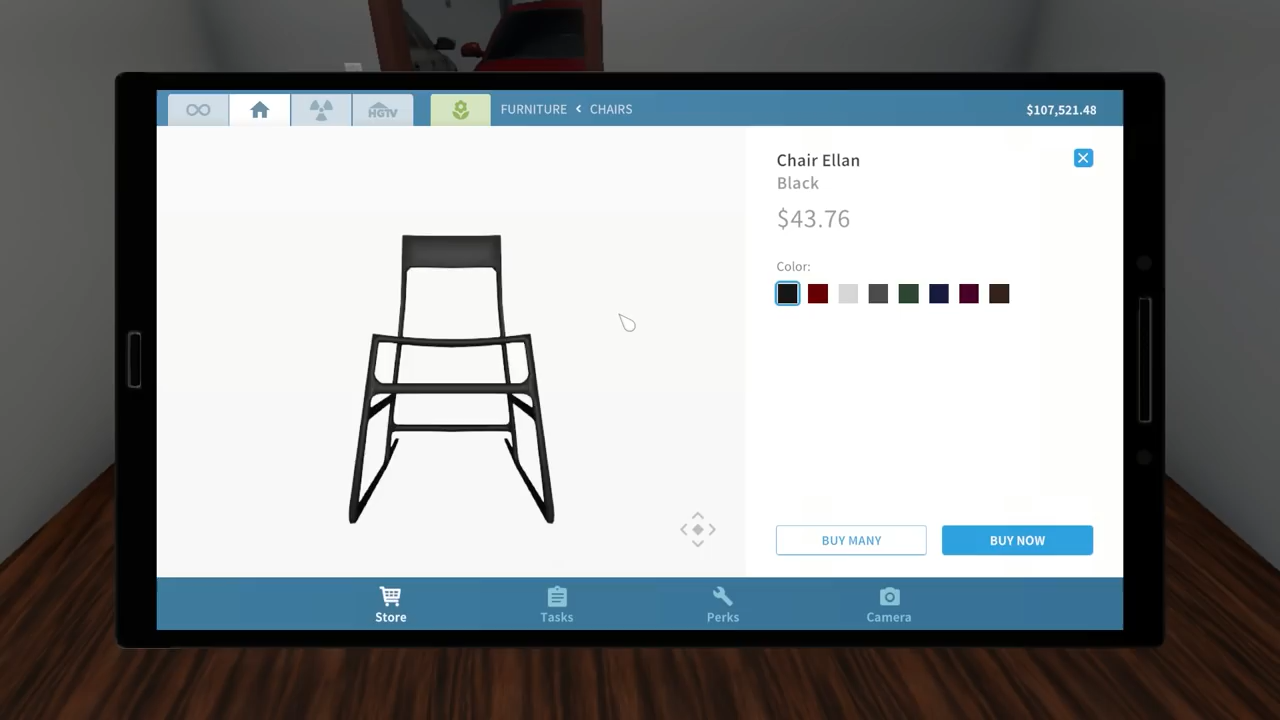 HGTV
FURNITURE < CHAIRS
$107,521.48
Chair Ellan
Black
$43.76
Color:
BUY MANY
BUY NOW
Store
Tasks
Perks
Camera